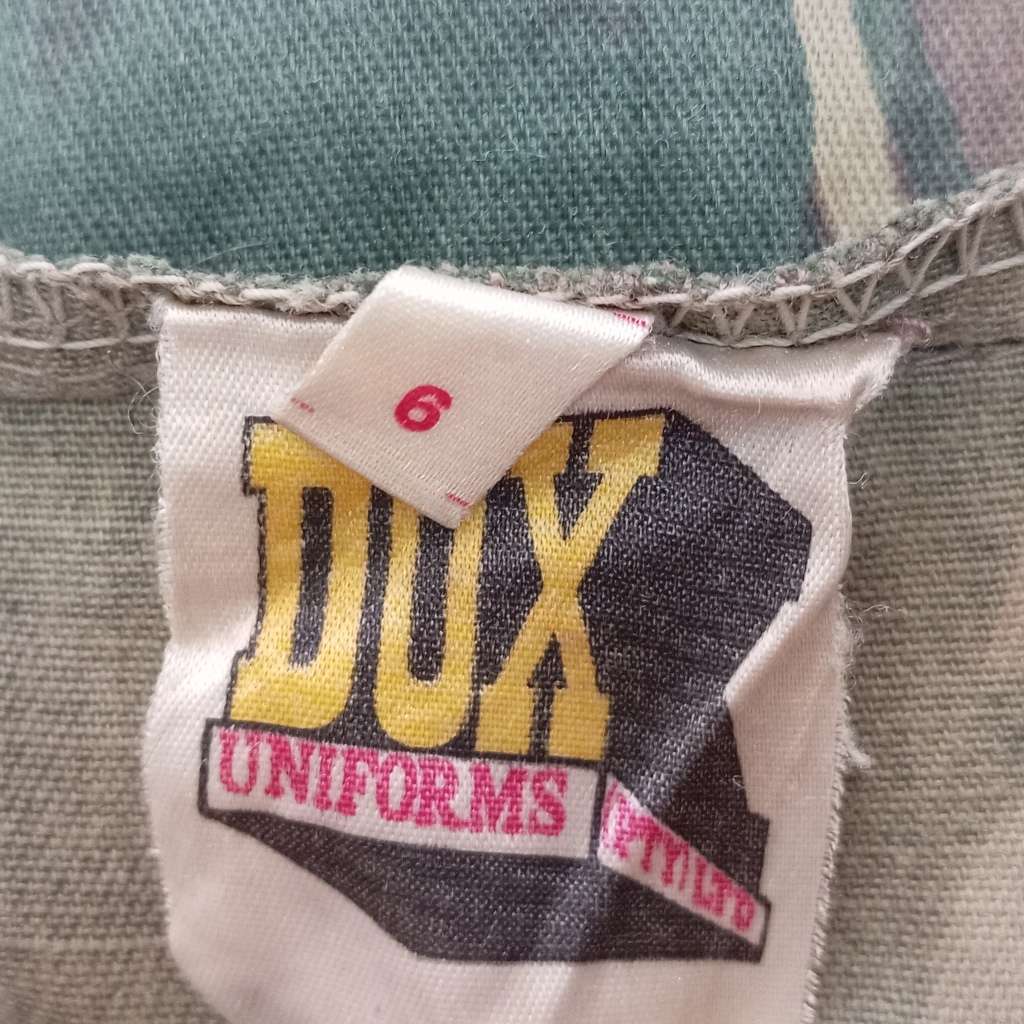 6
DUX
UNIFORMS
(PTY) LTD